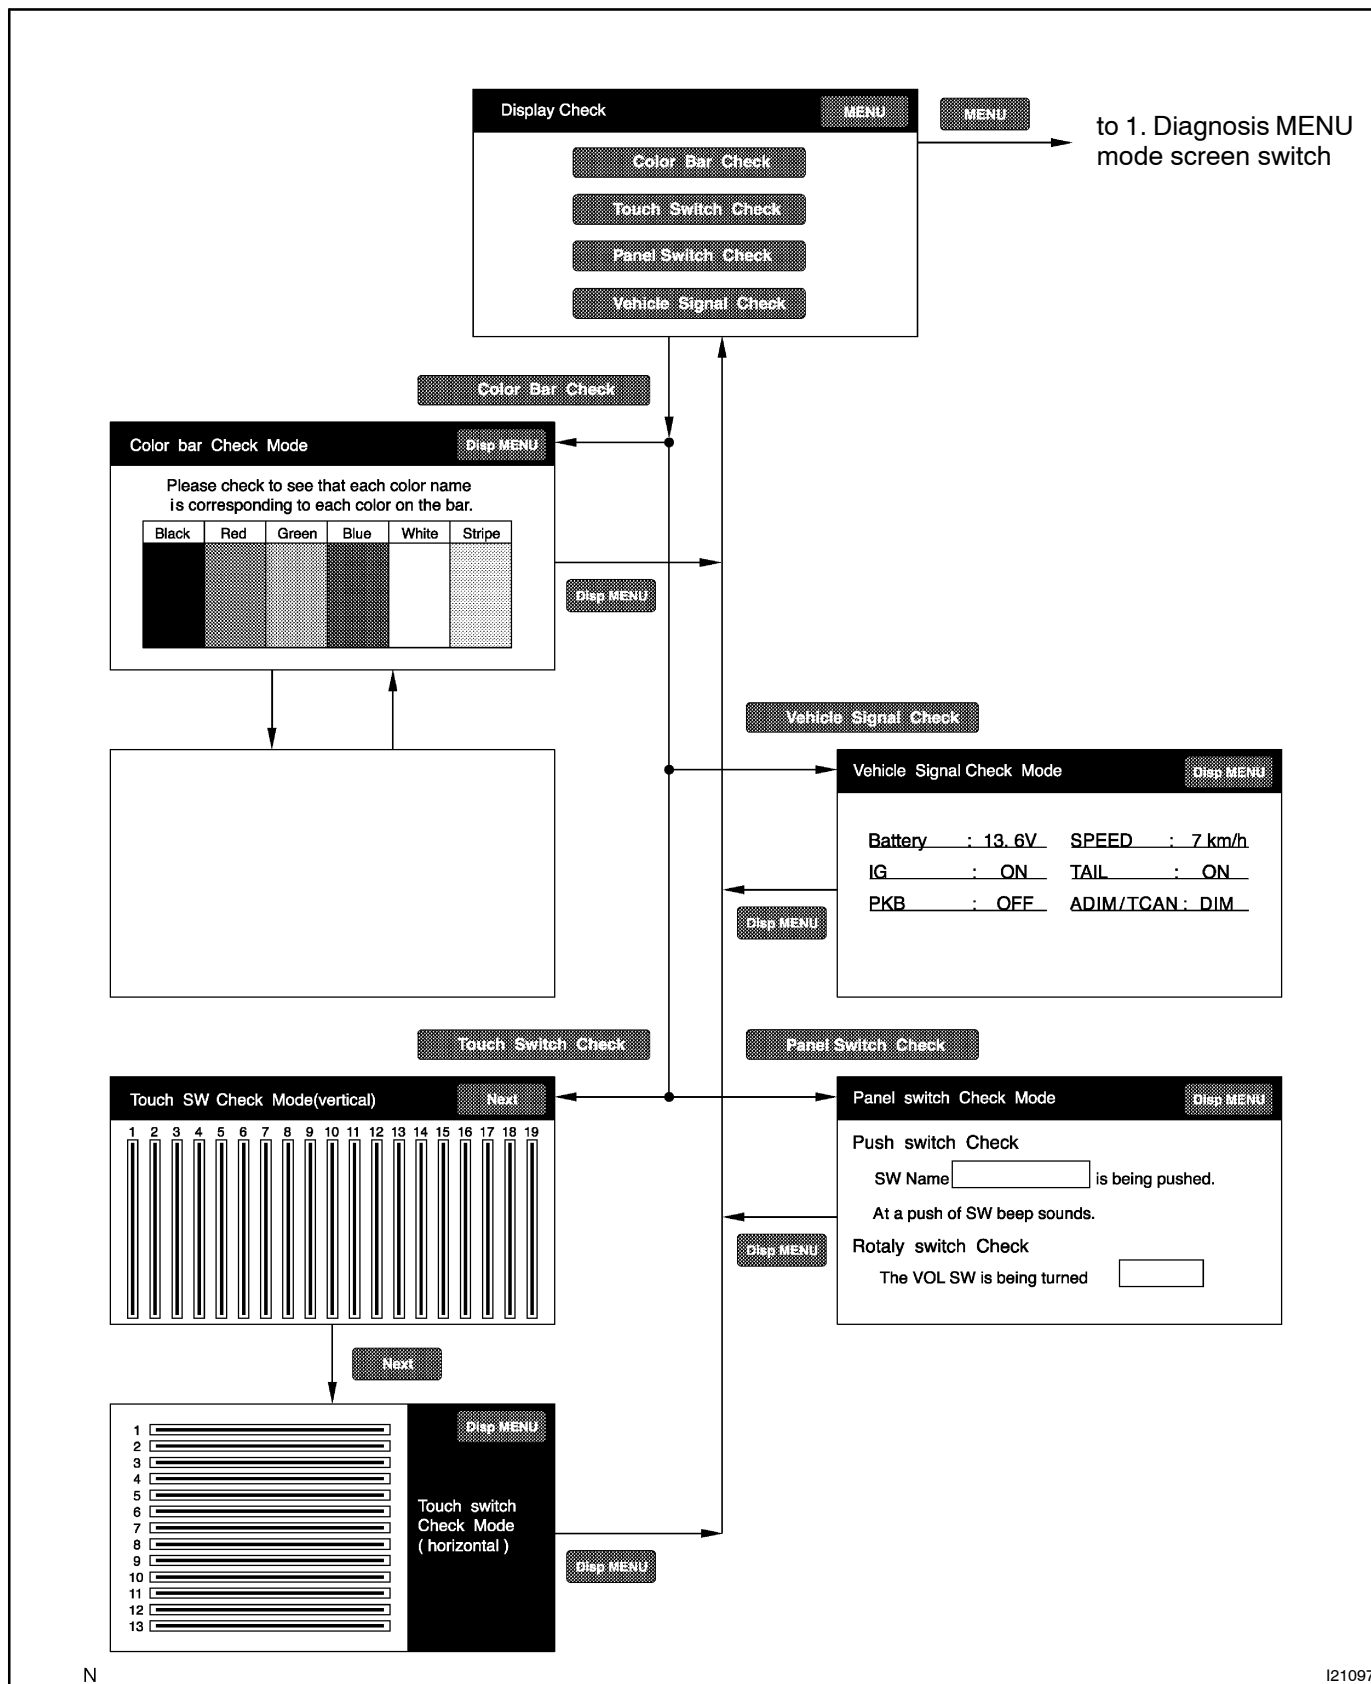 Display Check
MENU
MENU
to 1. Diagnosis MENU
mode screen switch
Color Bar Check
Touch Switch Check
Panel Switch Check
Vehicle Signal Check
Color Bar Check
Color bar Check Mode
Disp MENU
Please check to see that each color name
is corresponding to each color on the bar.
Black Red Green Blue White Stripe
Disp MENU
Vehicle Signal Check
Vehicle Signal Check Mode
Disp MENU
Battery : 13. 6V SPEED : 7 km/h
IG : ON TAIL : ON
PKB : OFF ADIM/TCAN : DIM
Disp MENU
Touch Switch Check
Panel Switch Check
Touch SW Check Mode(vertical)
Next
1 2 3 4 5 6 7 8 9 10 11 12 13 14 15 16 17 18 19
Panel switch Check Mode
Disp MENU
Push switch Check
SW Name is being pushed.
At a push of SW beep sounds.
Rotaly switch Check
The VOL SW is being turned
Disp MENU
Next
1
2
3
4
5
6
7
8
9
10
11
12
13
Disp MENU
Touch switch
Check Mode
( horizontal )
Disp MENU
N
I21097